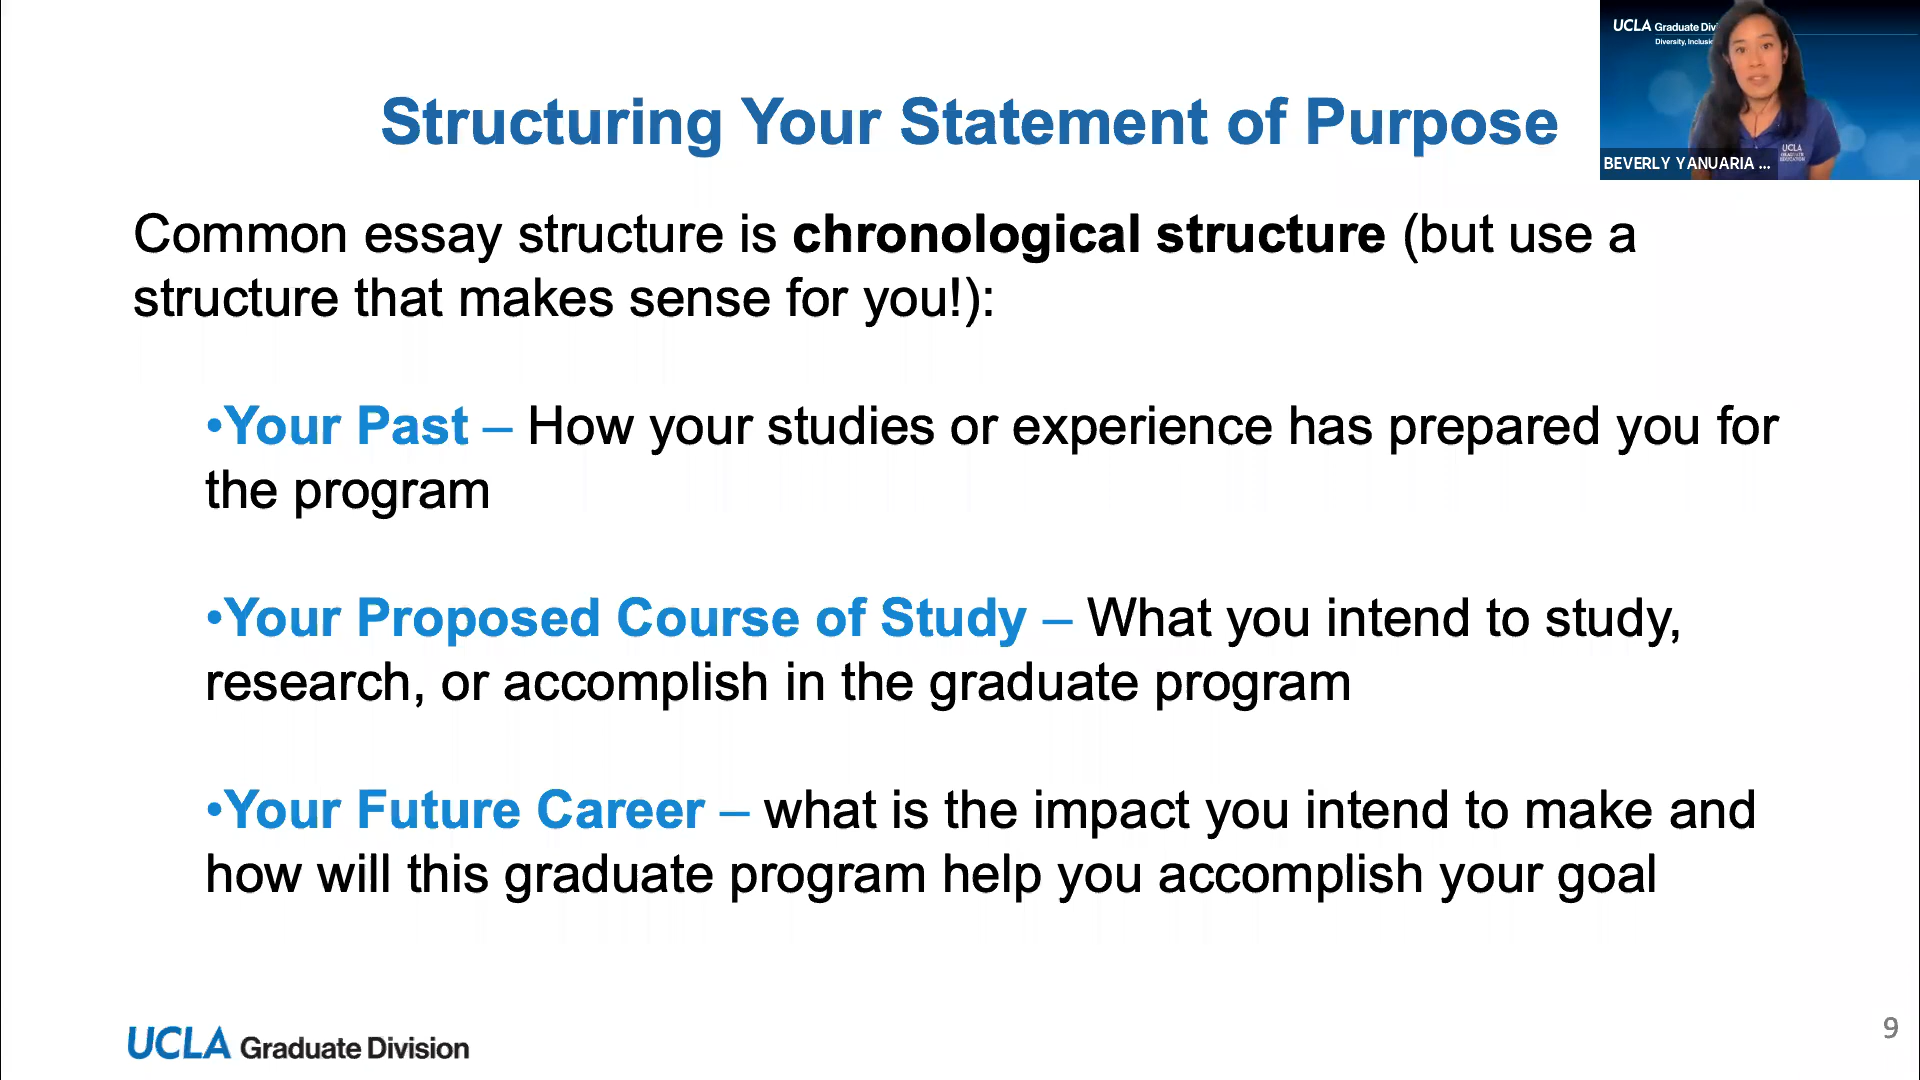 Structuring Your Statement of Purpose
UCLA Graduate Div
Diversity, Inclusi
UCLA
BEVERLY YANUARIA ...
Common essay structure is chronological structure (but use a
structure that makes sense for you!):
•Your Past – How your studies or experience has prepared you for
the program
•Your Proposed Course of Study – What you intend to study,
research, or accomplish in the graduate program
•Your Future Career – what is the impact you intend to make and
how will this graduate program help you accomplish your goal
UCLA Graduate Division
9